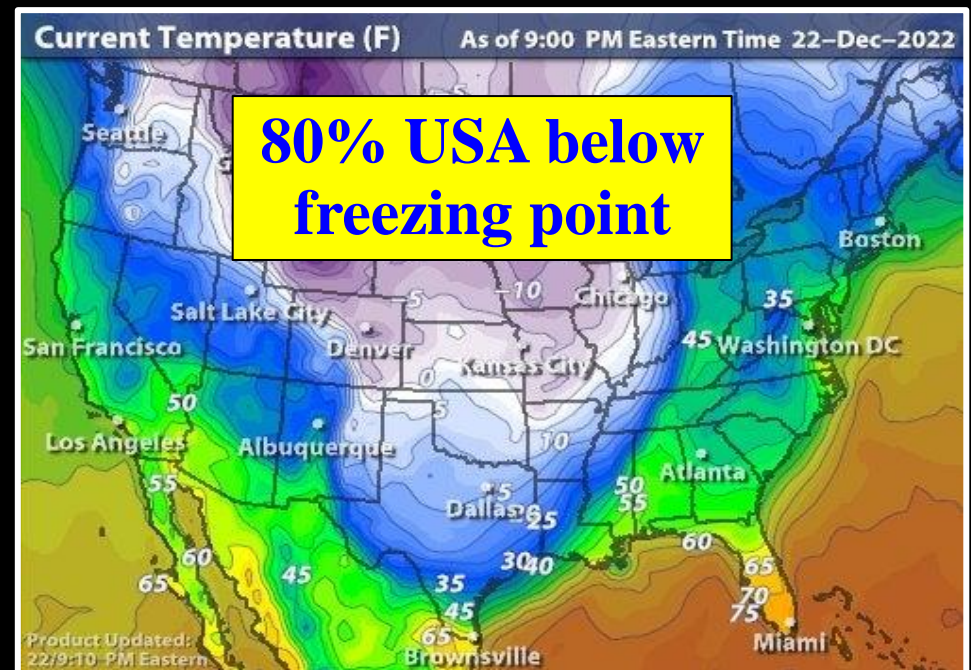 Current Temperature (F) As of 9:00 PM Eastern Time 22-Dec-2022
80% USA below
freezing point
Seattle
Boston
-5
-10
Chicago
35
Salt Lake City
San Francisco
Denver
Kansas City
45
Washington DC
0
50
5
Los Angeles
Albuquerque
10
Atlanta
55
Dallas
25
50
55
60
65
45
30
40
35
45
65
60
65
70
75
Miami
Brownsville
Product Updated:
22/9:10 PM Eastern